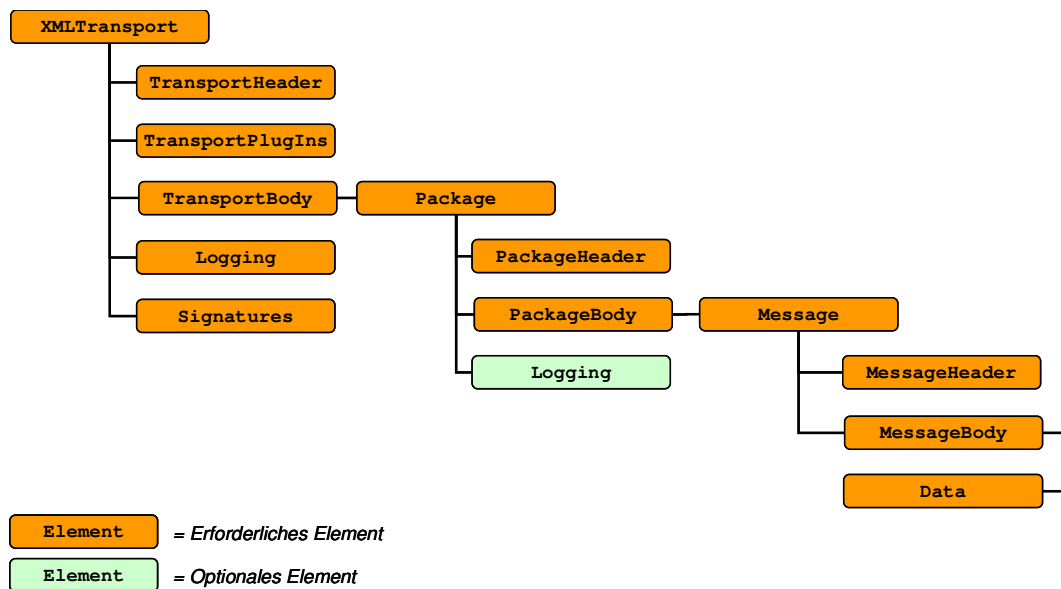 XMLTransport
TransportHeader
TransportPlugIns
TransportBody
Package
Logging
PackageHeader
Signatures
PackageBody
Message
Logging
MessageHeader
MessageBody
Data
Element = Erforderliches Element
Element = Optionales Element